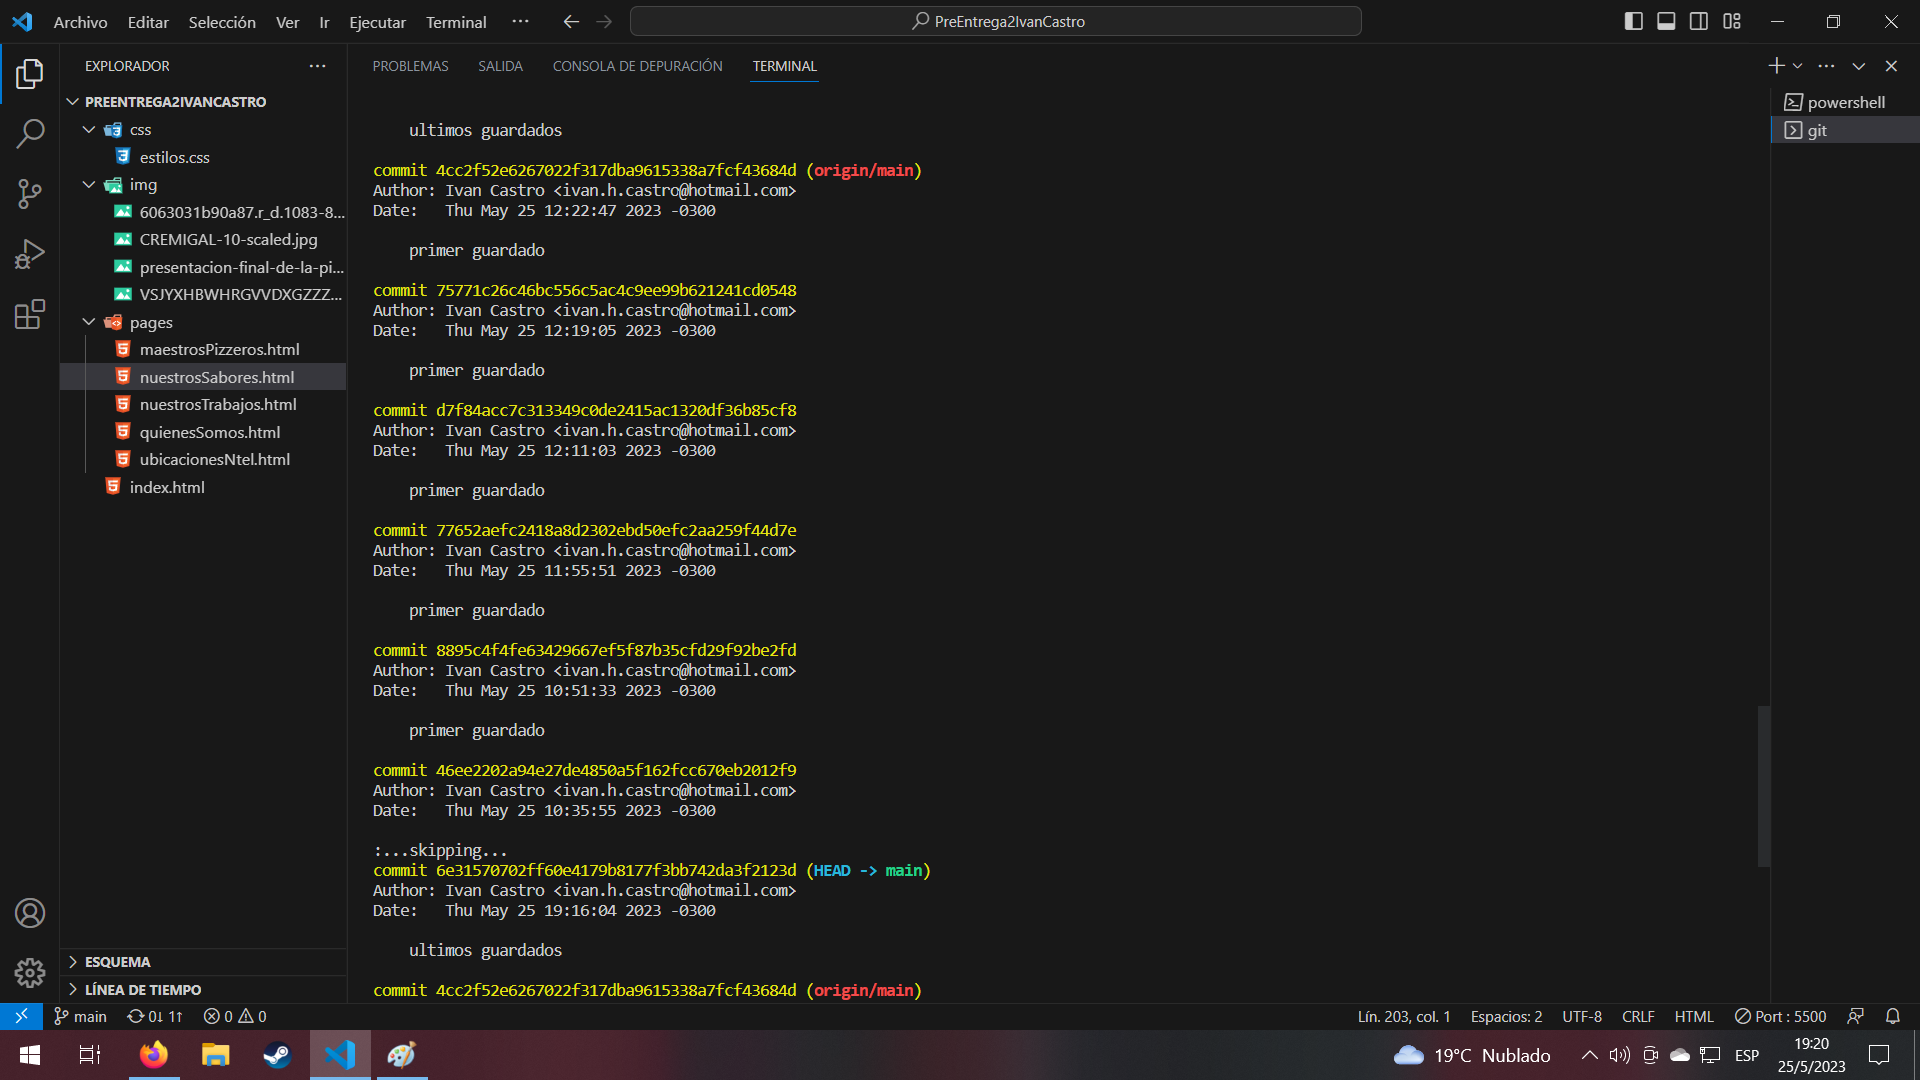 Archivo Editar Selección Ver Ir Ejecutar Terminal ...
PreEntrega2IvanCastro
EXPLORADOR
PREENTREGA2IVANCASTRO
css
estilos.css
img
6063031b90a87.r_d.1083-8...
CREMIGAL-10-scaled.jpg
presentacion-final-de-la-pi...
VSJYXHBWHRGVVDXGZZZ...
pages
maestrosPizzeros.html
nuestrosSabores.html
nuestrosTrabajos.html
quienesSomos.html
ubicacionesNtel.html
index.html
ESQUEMA
LÍNEA DE TIEMPO
PROBLEMAS SALIDA CONSOLA DE DEPURACIÓN TERMINAL
ultimos guardados
commit 4cc2f52e6267022f317dba9615338a7fcf43684d (origin/main)
Author: Ivan Castro <ivan.h.castro@hotmail.com>
Date: Thu May 25 12:22:47 2023 -0300
primer guardado
commit 75771c26c46bc556c5ac4c9ee99b621241cd0548
Author: Ivan Castro <ivan.h.castro@hotmail.com>
Date: Thu May 25 12:19:05 2023 -0300
primer guardado
commit d7f84acc7c313349c0de2415ac1320df36b85cf8
Author: Ivan Castro <ivan.h.castro@hotmail.com>
Date: Thu May 25 12:11:03 2023 -0300
primer guardado
commit 77652aefc2418a8d2302ebd50efc2aa259f44d7e
Author: Ivan Castro <ivan.h.castro@hotmail.com>
Date: Thu May 25 11:55:51 2023 -0300
primer guardado
commit 8895c4f4fe63429667ef5f87b35cfd29f92be2fd
Author: Ivan Castro <ivan.h.castro@hotmail.com>
Date: Thu May 25 10:51:33 2023 -0300
primer guardado
commit 46ee2202a94e27de4850a5f162fcc670eb2012f9
Author: Ivan Castro <ivan.h.castro@hotmail.com>
Date: Thu May 25 10:35:55 2023 -0300
:...skipping...
commit 6e31570702ff60e4179b8177f3bb742da3f2123d (HEAD -> main)
Author: Ivan Castro <ivan.h.castro@hotmail.com>
Date: Thu May 25 19:16:04 2023 -0300
ultimos guardados
commit 4cc2f52e6267022f317dba9615338a7fcf43684d (origin/main)
powershell
git
main 0↓ 1↑ 0 0
Lín. 203, col. 1 Espacios: 2 UTF-8 CRLF HTML Port : 5500
19°C Nublado ESP
19:20
25/5/2023